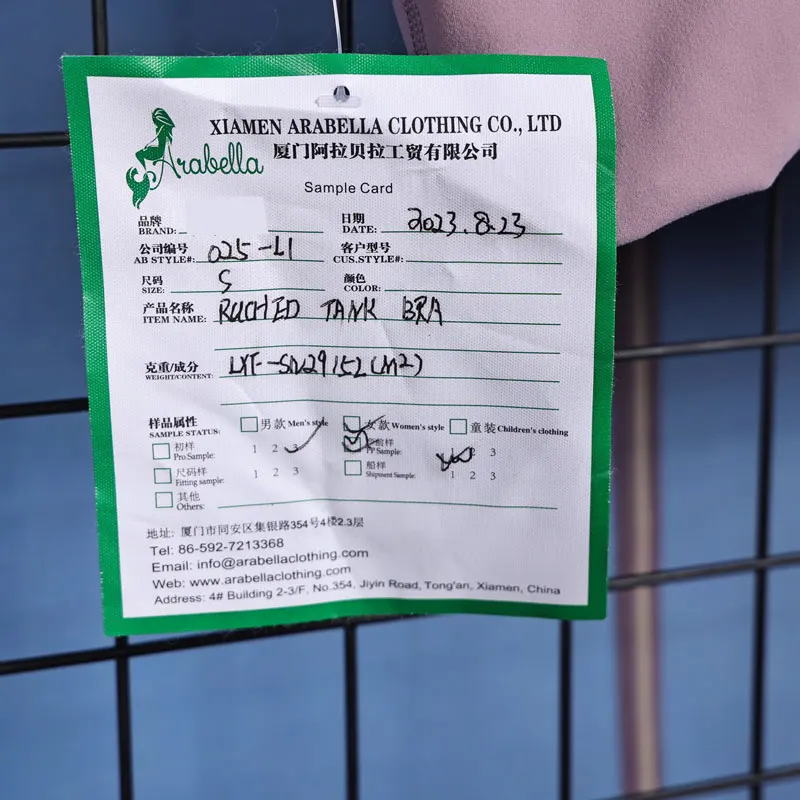 XIAMEN ARABELLA CLOTHING CO., LTD
Arabella
厦门阿拉贝拉工贸有限公司
Sample Card
品牌
BRAND:
日期
DATE: 2023.8.23
公司编号
AB STYLE#: 025-L1
客户型号
CUS.STYLE#:
尺码
SIZE: S
颜色
COLOR:
产品名称
ITEM NAME: RUCHED TANK BRA
克重/成分
WEIGHT/CONTENT:
样品属性
SAMPLE STATUS:
男款 Men's style 女款 Women's style 童装 Children's clothing
初样
Pro Sample: 1 2 3
产前样
PP Sample: 2 3
尺码样
Fitting sample: 1 2 3
船样
Shipment Sample: 1 2 3
其他
Others:
地址: 厦门市同安区集银路354号4楼2.3层
Tel: 86-592-7213368
Email: info@arabellaclothing.com
Web: www.arabellaclothing.com
Address: 4# Building 2-3/F, No.354, Jiyin Road, Tong'an, Xiamen, China